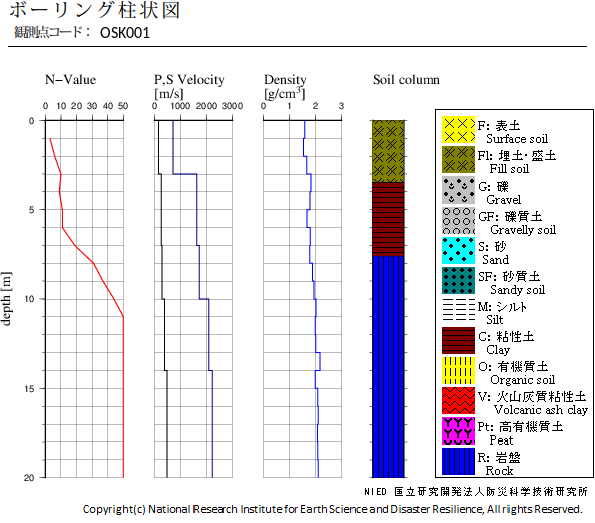 ボーリング柱状図
観測点コード： OSK001
N−Value
P,S Velocity
[m/s]
Density
[g/cm3]
Soil column
0 10 20 30 40 50
0 1000 2000 3000
0 1 2 3
0
5
10
15
20
depth [m]
F: 表土
Surface soil
Fl: 埋土・盛土
Fill soil
G: 礫
Gravel
GF: 礫質土
Gravelly soil
S: 砂
Sand
SF: 砂質土
Sandy soil
M: シルト
Silt
C: 粘性土
Clay
O: 有機質土
Organic soil
V: 火山灰質粘性土
Volcanic ash clay
Pt: 高有機質土
Peat
R: 岩盤
Rock
NIED 国立研究開発法人防災科学技術研究所
Copyright(c) National Research Institute for Earth Science and Disaster Resilience, All rights Reserved.